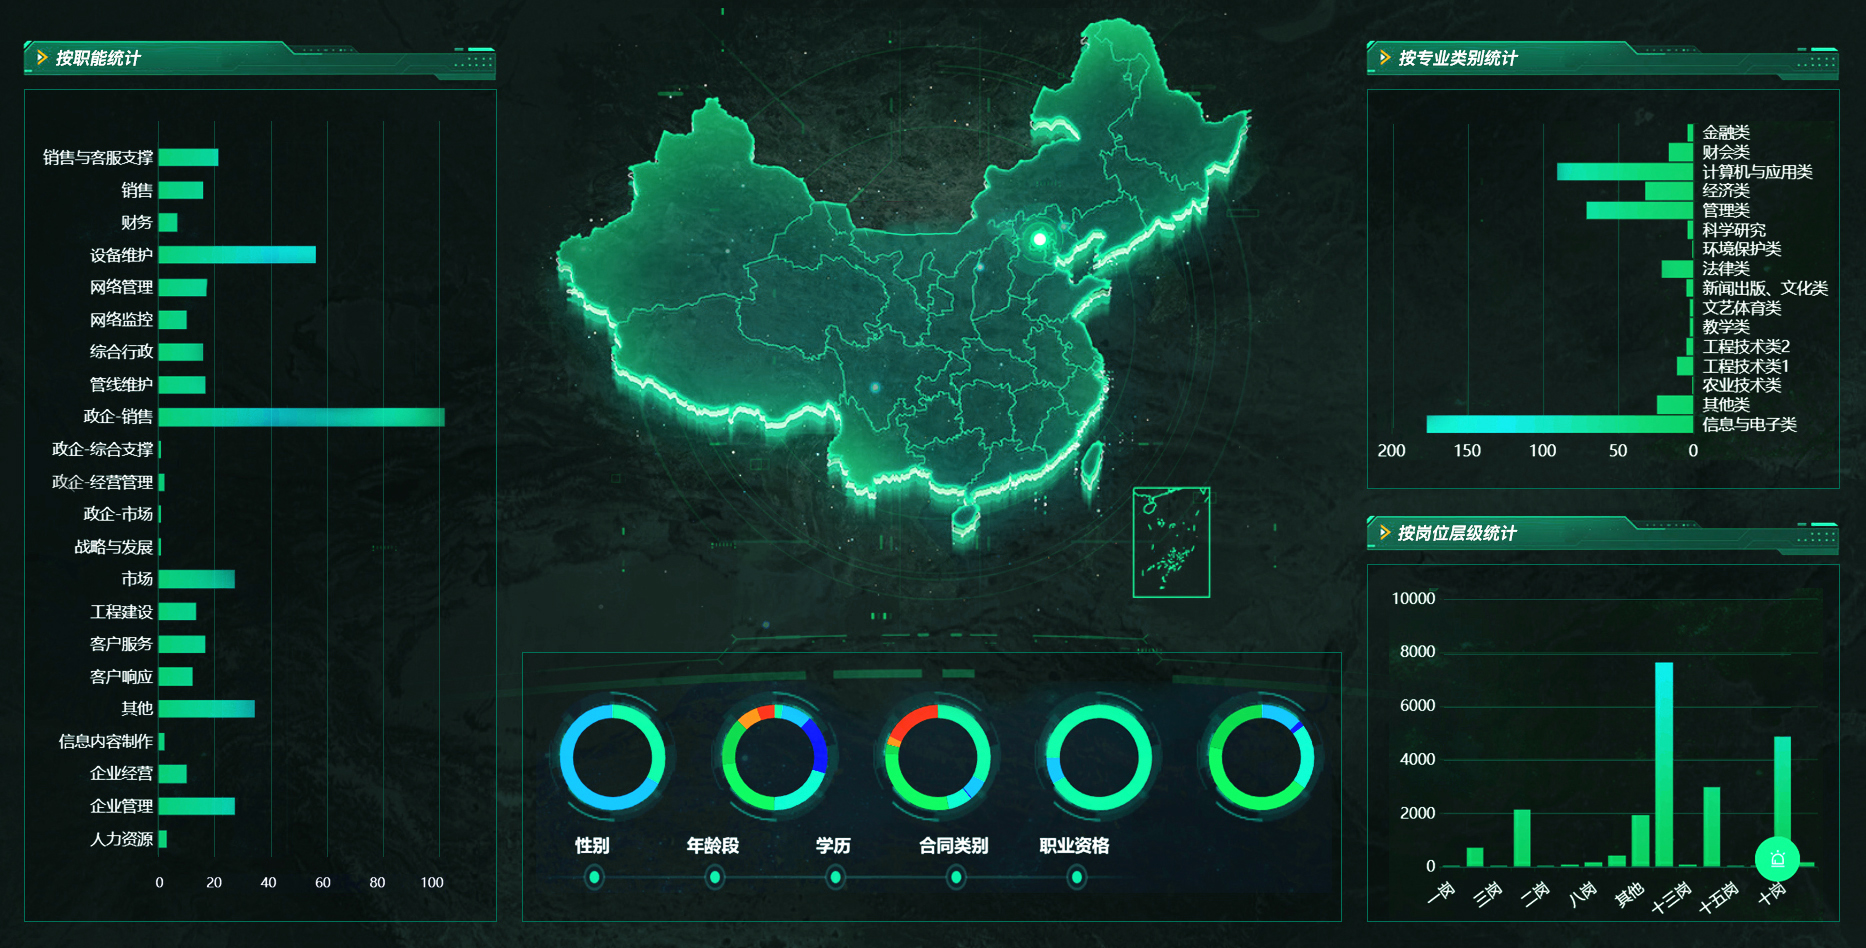 按职能统计
销售与客服支撑
销售
财务
设备维护
网络管理
网络监控
综合行政
管线维护
政企-销售
政企-综合支撑
政企-经营管理
政企-市场
战略与发展
市场
工程建设
客户服务
客户响应
其他
信息内容制作
企业经营
企业管理
人力资源
0 20 40 60 80 100
性别 年龄段 学历 合同类别 职业资格
按专业类别统计
金融类
财会类
计算机与应用类
经济类
管理类
科学研究
环境保护类
法律类
新闻出版、文化类
文艺体育类
教学类
工程技术类2
工程技术类1
农业技术类
其他类
信息与电子类
200 150 100 50 0
按岗位层级统计
10000
8000
6000
4000
2000
0
一岗 三岗 二岗 八岗 其他 十三岗 十五岗 十岗